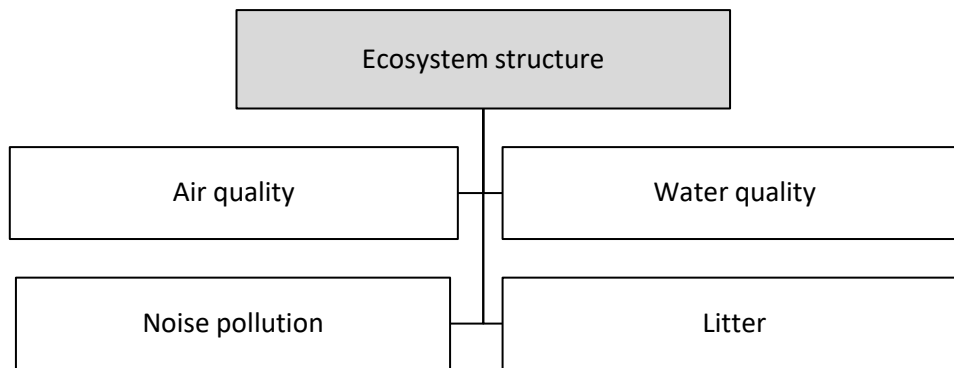 Ecosystem structure
Air quality
Water quality
Noise pollution
Litter